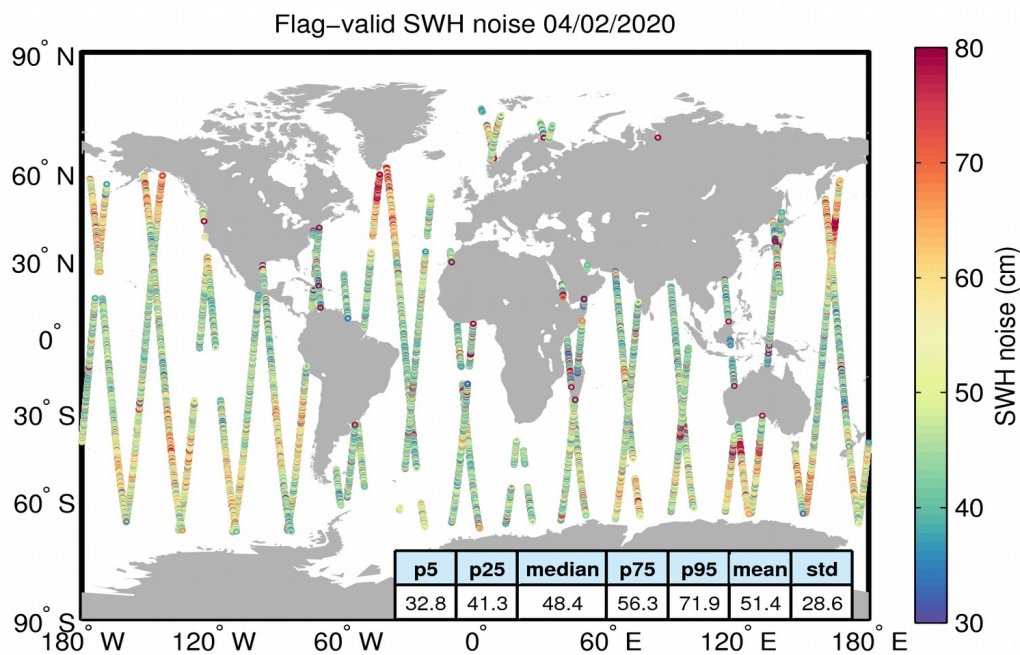 Flag−valid SWH noise 04/02/2020
90° N
60° N
30° N
0°
30° S
60° S
90° S
180° W
120° W
60° W
0°
60° E
120° E
180° E
p5 p25 median p75 p95 mean std
32.8 41.3 48.4 56.3 71.9 51.4 28.6
80
70
60
50
40
30
SWH noise (cm)